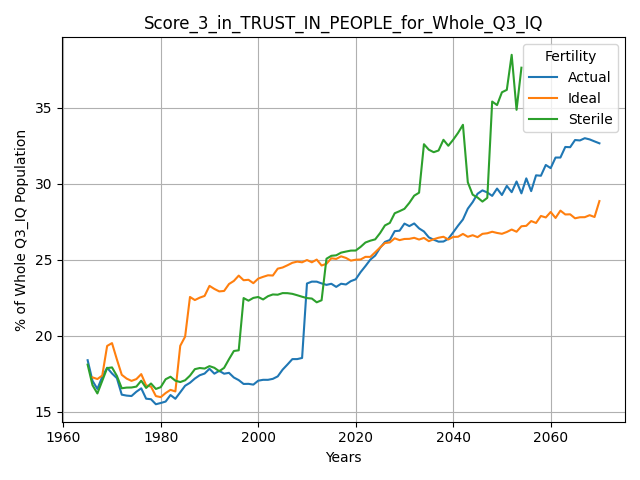 Score_3_in_TRUST_IN_PEOPLE_for_Whole_Q3_IQ
% of Whole Q3_IQ Population
35
30
25
20
15
1960
1980
2000
2020
2040
2060
Years
Fertility
Actual
Ideal
Sterile